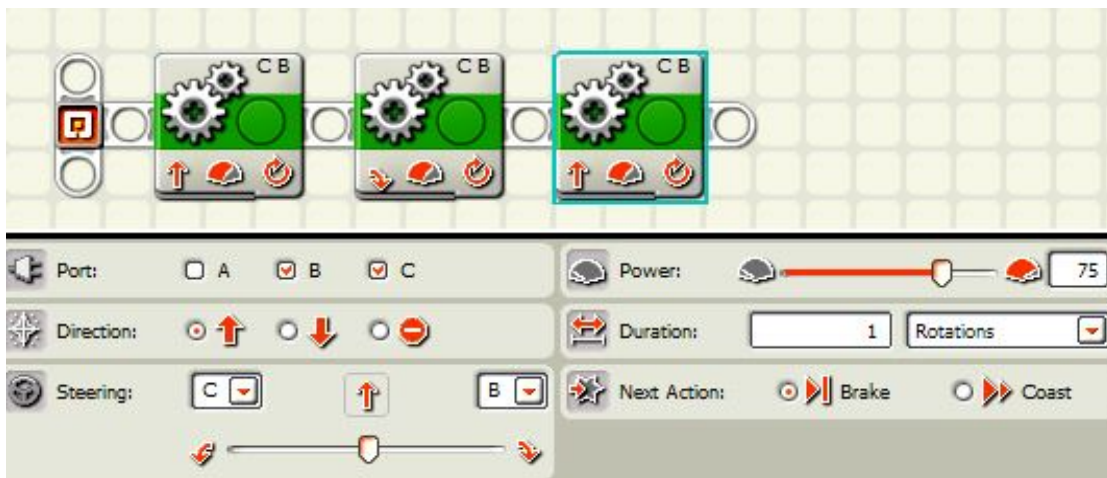 C B C B C B
Port: A B C Power: 75
Direction: Duration: 1 Rotations
Steering: C B Next Action: Brake Coast